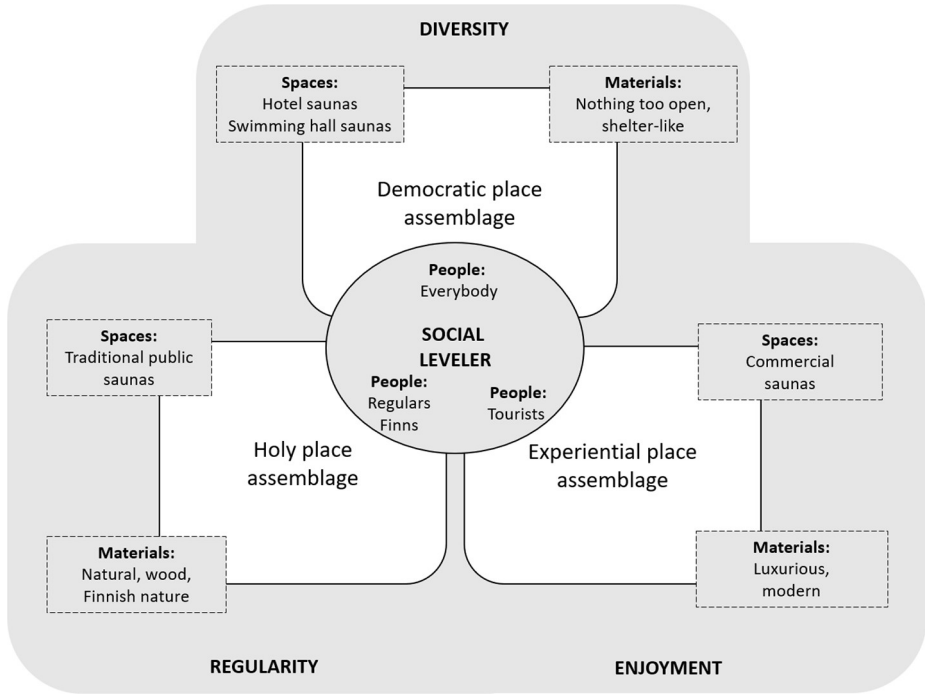 DIVERSITY
Spaces:
Hotel saunas
Swimming hall saunas
Materials:
Nothing too open,
shelter-like
Democratic place
assemblage
People:
Everybody
SOCIAL
LEVELER
People:
Regulars
Finns
People:
Tourists
Spaces:
Traditional public
saunas
Holy place
assemblage
Materials:
Natural, wood,
Finnish nature
Spaces:
Commercial
saunas
Experiential place
assemblage
Materials:
Luxurious,
modern
REGULARITY
ENJOYMENT